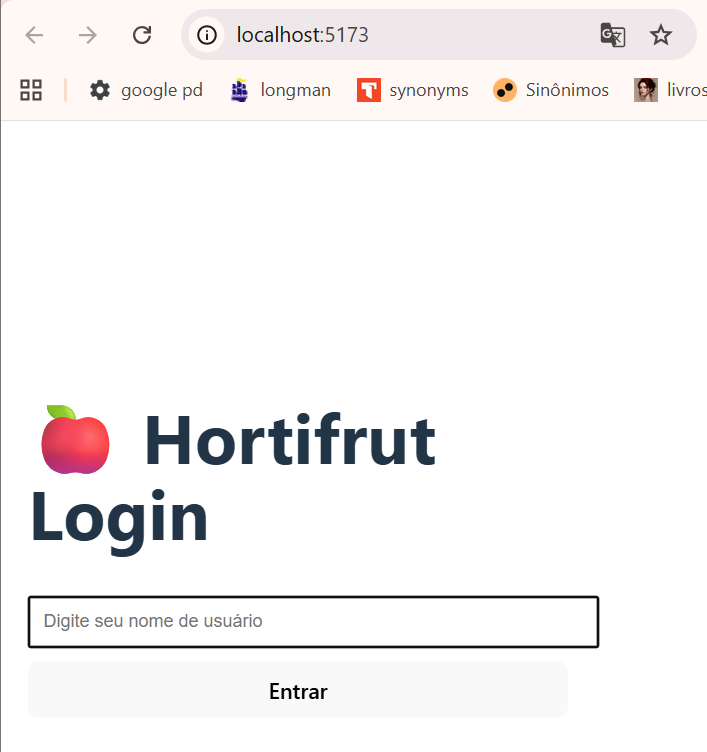 localhost:5173
google pd longman synonyms Sinônimos livros
Hortifrut
Login
Digite seu nome de usuário
Entrar